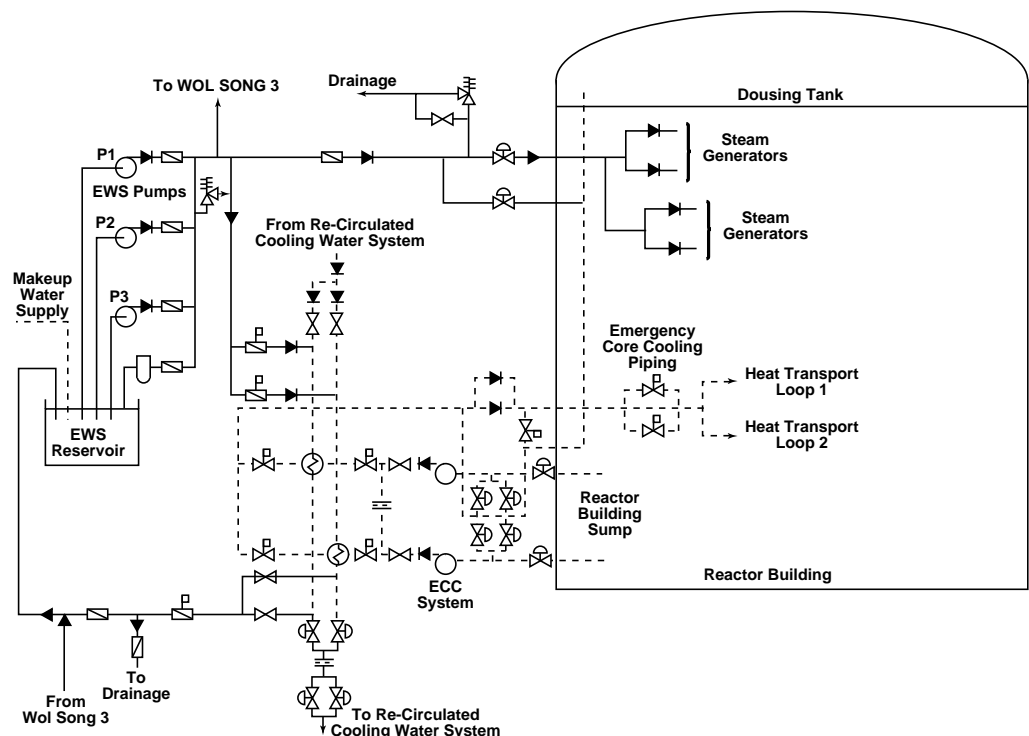 To WOL SONG 3
Drainage
Dousing Tank
P1
EWS Pumps
Steam
Generators
P2
From Re-Circulated
Cooling Water System
Steam
Generators
Makeup
Water
Supply
P3
Emergency
Core Cooling
Piping
Heat Transport
Loop 1
EWS
Reservoir
Heat Transport
Loop 2
Reactor
Building
Sump
ECC
System
Reactor Building
To
Drainage
From
Wol Song 3
To Re-Circulated
Cooling Water System